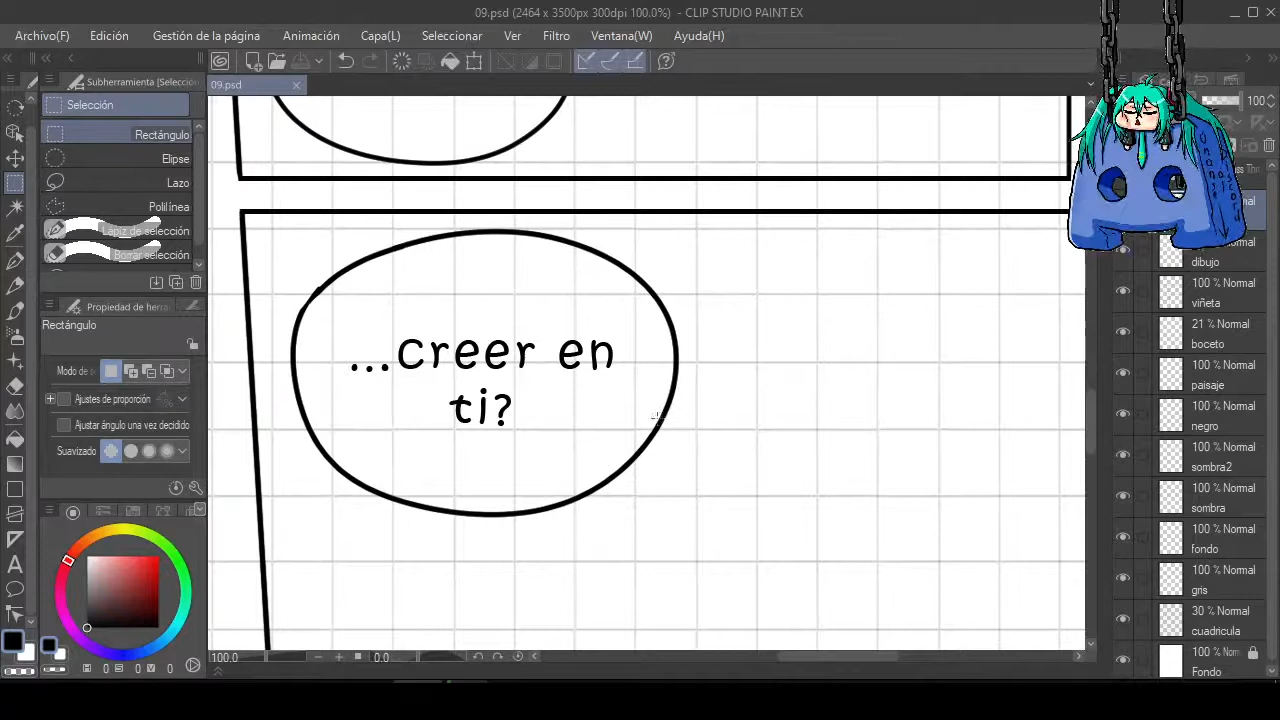 09.psd (2464 x 3500px 300dpi 100.0%) - CLIP STUDIO PAINT EX
Archivo(F) Edición Gestión de la página Animación Capa(L) Seleccionar Ver Filtro Ventana(W) Ayuda(H)
Subherramienta [Selección
09.psd
Selección
100
Rectángulo
Elipse
Lazo
Polilínea
Lápiz de selección
Borrar selección
Propiedad de herra
Rectángulo
Modo de
Ajustes de proporción
Ajustar ángulo una vez decidido
Suavizado
...creer en
ti?
dibujo
100 % Normal
viñeta
21 % Normal
boceto
100 % Normal
paisaje
100 % Normal
negro
100 % Normal
sombra2
100 % Normal
sombra
100 % Normal
fondo
100 % Normal
gris
30 % Normal
cuadricula
100 %
Fondo
H 0 S 0 V 0
100.0
0.0